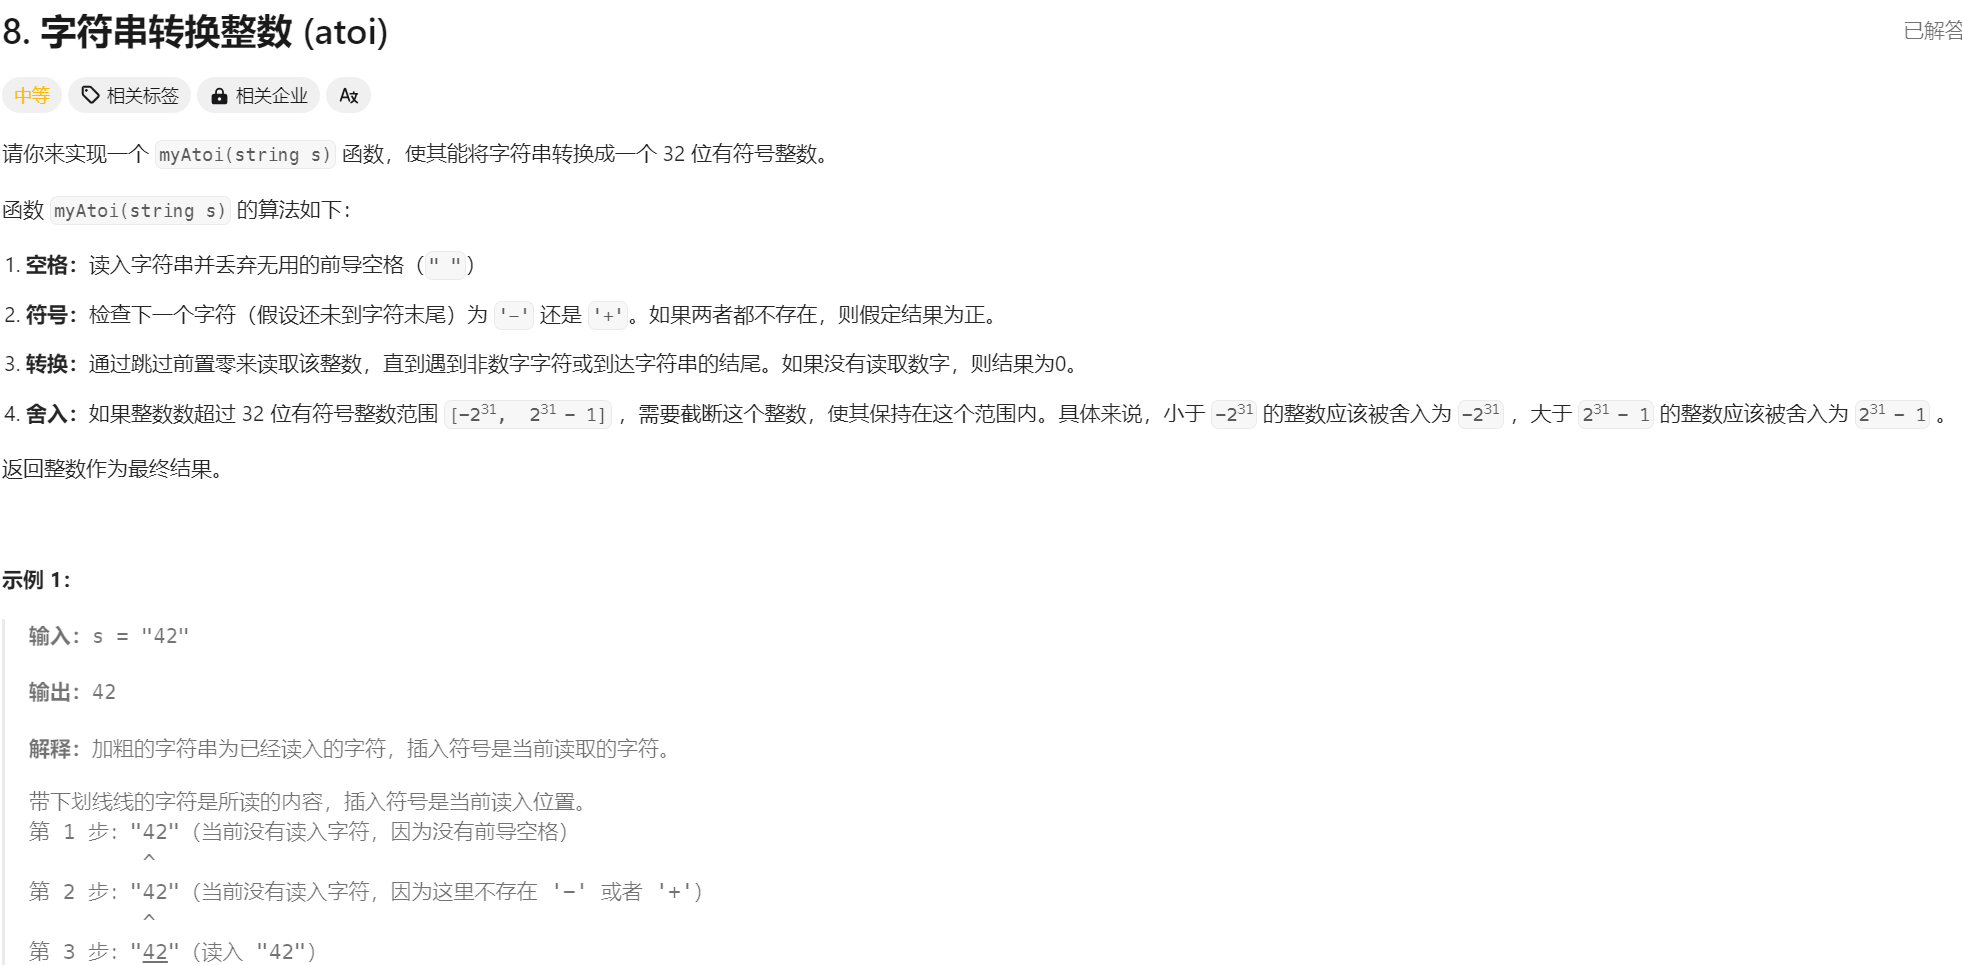 8. 字符串转换整数 (atoi)
已解答
中等 相关标签 相关企业 A文
请你来实现一个 myAtoi(string s) 函数，使其能将字符串转换成一个 32 位有符号整数。
函数 myAtoi(string s) 的算法如下：
1. 空格：读入字符串并丢弃无用的前导空格（" "）
2. 符号：检查下一个字符（假设还未到字符末尾）为 '-' 还是 '+'。如果两者都不存在，则假定结果为正。
3. 转换：通过跳过前置零来读取该整数，直到遇到非数字字符或到达字符串的结尾。如果没有读取数字，则结果为0。
4. 舍入：如果整数数超过 32 位有符号整数范围 [−2³¹,  2³¹ − 1] ，需要截断这个整数，使其保持在这个范围内。具体来说，小于 −2³¹ 的整数应该被舍入为 −2³¹ ，大于 2³¹ − 1 的整数应该被舍入为 2³¹ − 1 。
返回整数作为最终结果。
示例 1：
输入：s = "42"
输出：42
解释：加粗的字符串为已经读入的字符，插入符号是当前读取的字符。
带下划线线的字符是所读的内容，插入符号是当前读入位置。
第 1 步："42"（当前没有读入字符，因为没有前导空格）
^
第 2 步："42"（当前没有读入字符，因为这里不存在 '-' 或者 '+'）
^
第 3 步："42"（读入 "42"）